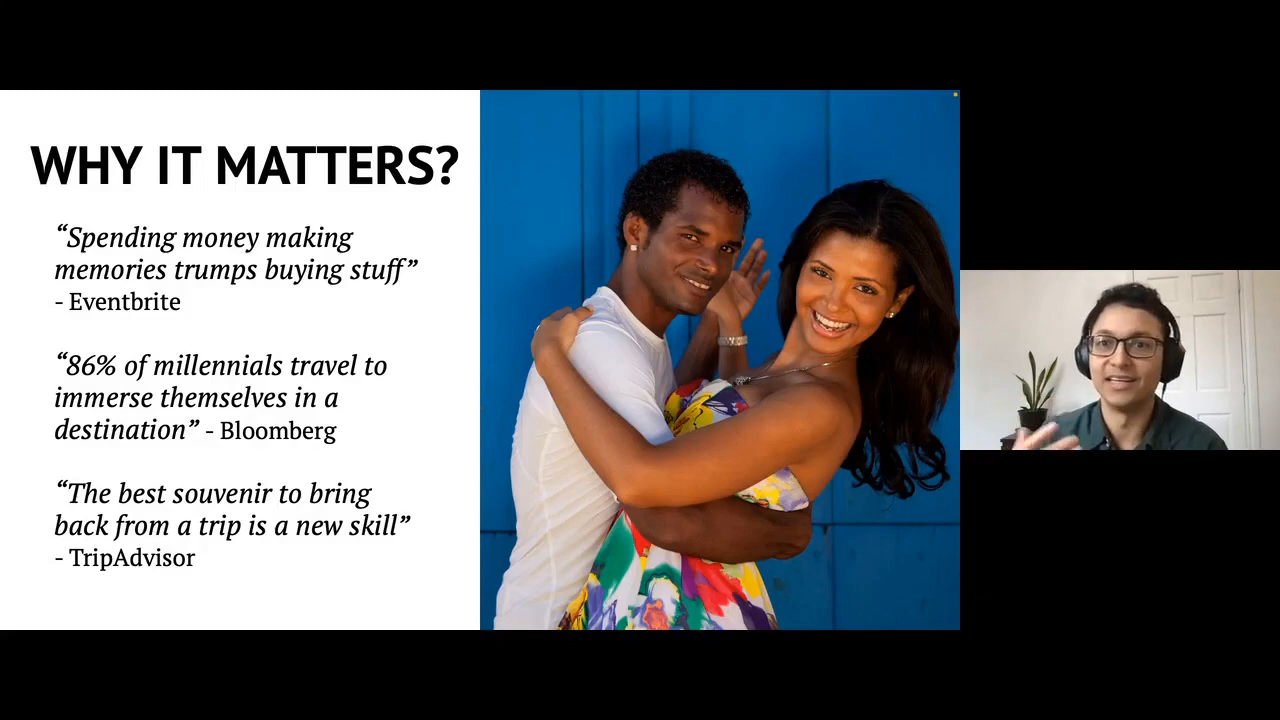 WHY IT MATTERS?
“Spending money making
memories trumps buying stuff”
- Eventbrite
“86% of millennials travel to
immerse themselves in a
destination” - Bloomberg
“The best souvenir to bring
back from a trip is a new skill”
- TripAdvisor